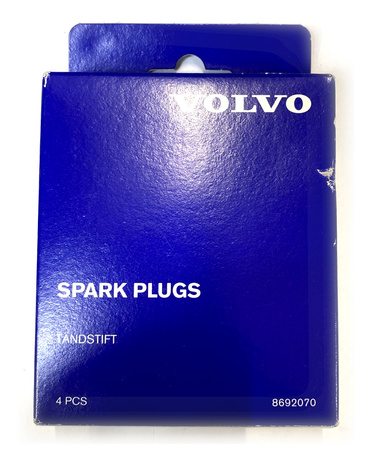 VOLVO
SPARK PLUGS
TANDSTIFT
4 PCS
8692070